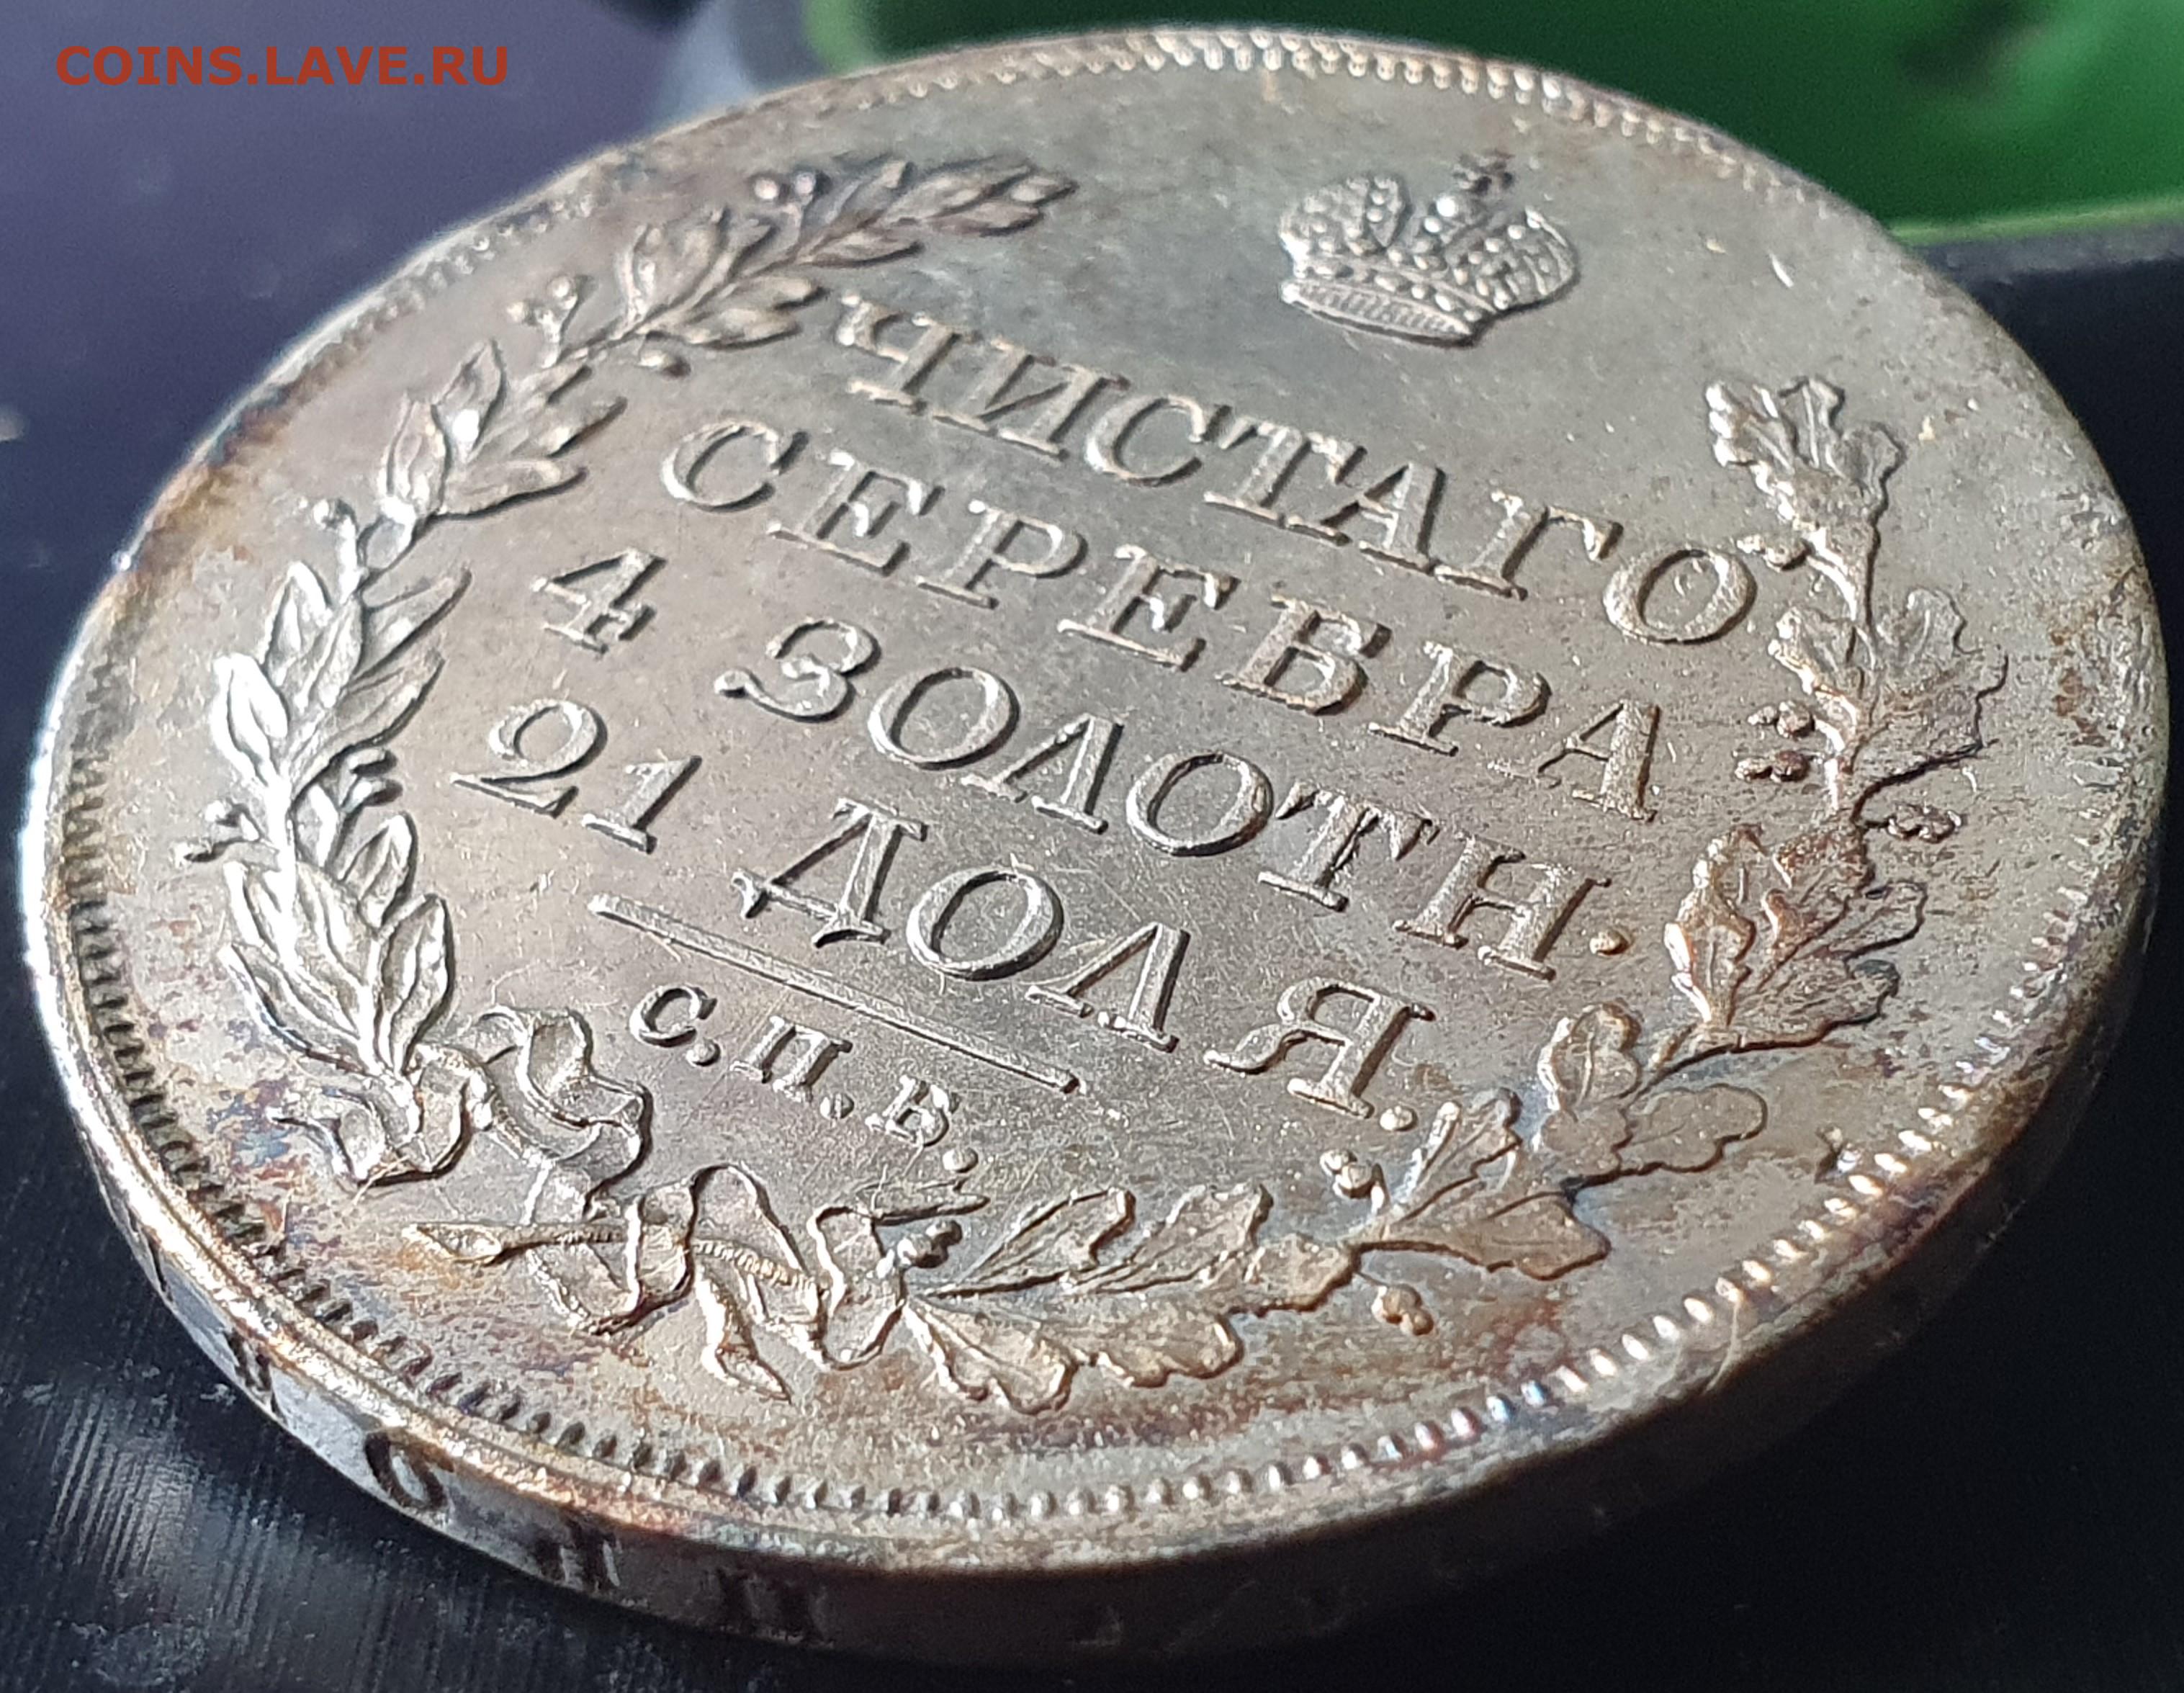 COINS.LAVE.RU
ЧИСТАГО
СЕРЕБРА
4 ЗОЛОТН.
21 ДОЛЯ.
С.П.Б.